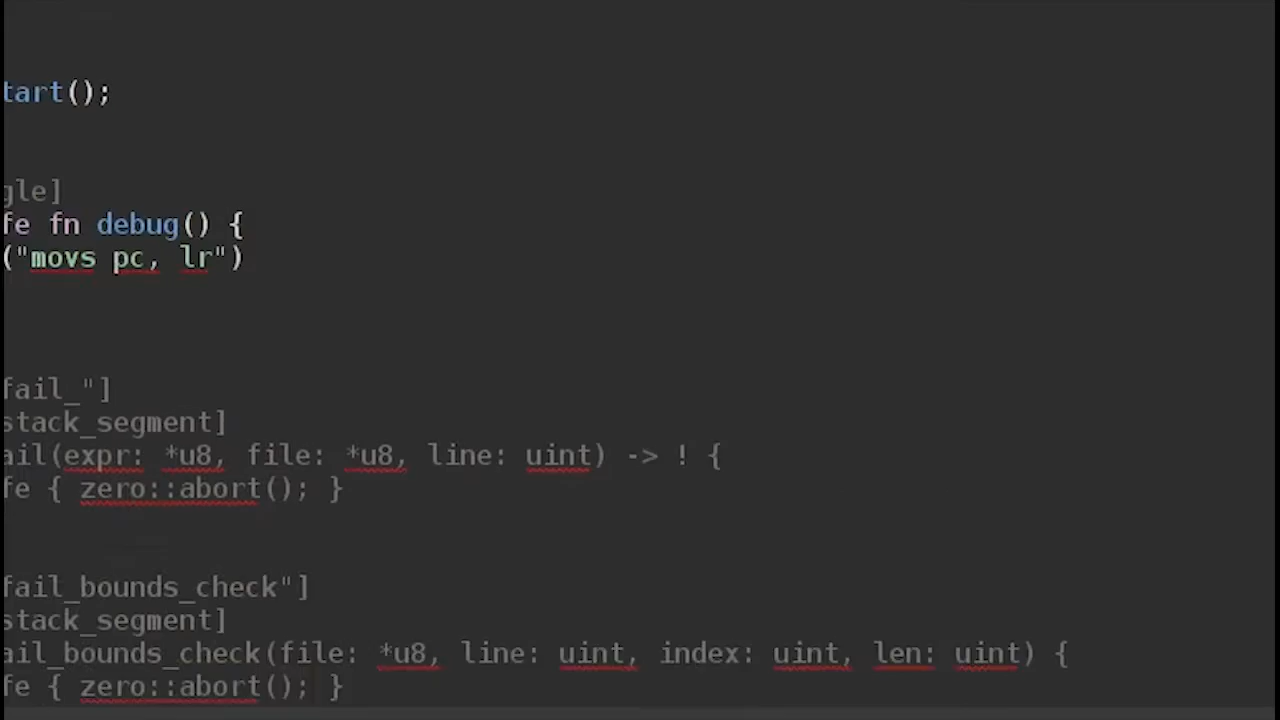 tart();
gle]
fe fn debug() {
("movs pc, lr")
fail_"]
stack_segment]
ail(expr: *u8, file: *u8, line: uint) -> ! {
fe { zero::abort(); }
fail_bounds_check"]
stack_segment]
ail_bounds_check(file: *u8, line: uint, index: uint, len: uint) {
fe { zero::abort(); }